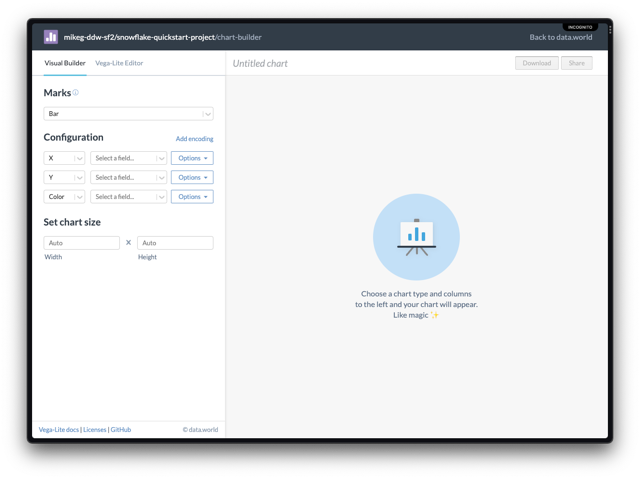 INCOGNITO
mikeg-ddw-sf2/snowflake-quickstart-project/chart-builder
Back to data.world
Visual Builder Vega-Lite Editor
Untitled chart
Download Share
Marks
Bar
Configuration
Add encoding
X Select a field... Options
Y Select a field... Options
Color Select a field... Options
Set chart size
Auto × Auto
Width Height
Choose a chart type and columns
to the left and your chart will appear.
Like magic ✨
Vega-Lite docs | Licenses | GitHub
© data.world